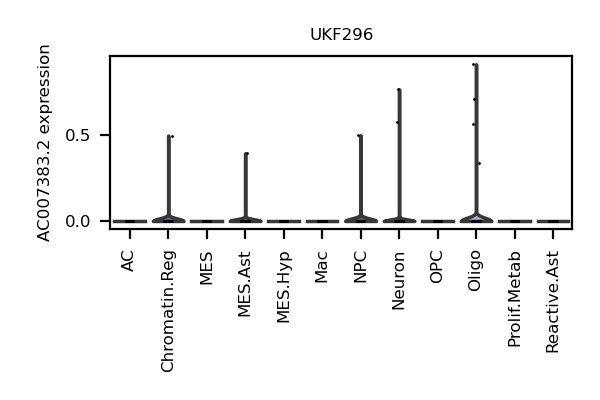 UKF296
AC007383.2 expression
0.5
0.0
AC
Chromatin.Reg
MES
MES.Ast
MES.Hyp
Mac
NPC
Neuron
OPC
Oligo
Prolif.Metab
Reactive.Ast